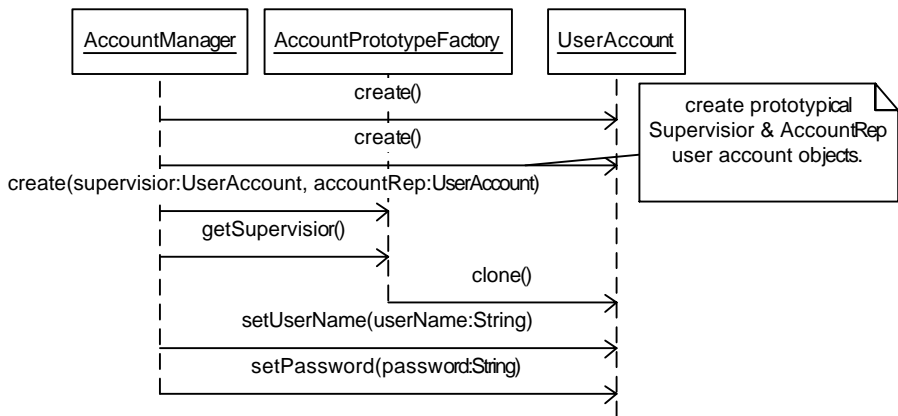 AccountManager
AccountPrototypeFactory
UserAccount
create()
create()
create prototypical
Supervisior & AccountRep
user account objects.
create(supervisior:UserAccount, accountRep:UserAccount)
getSupervisior()
clone()
setUserName(userName:String)
setPassword(password:String)